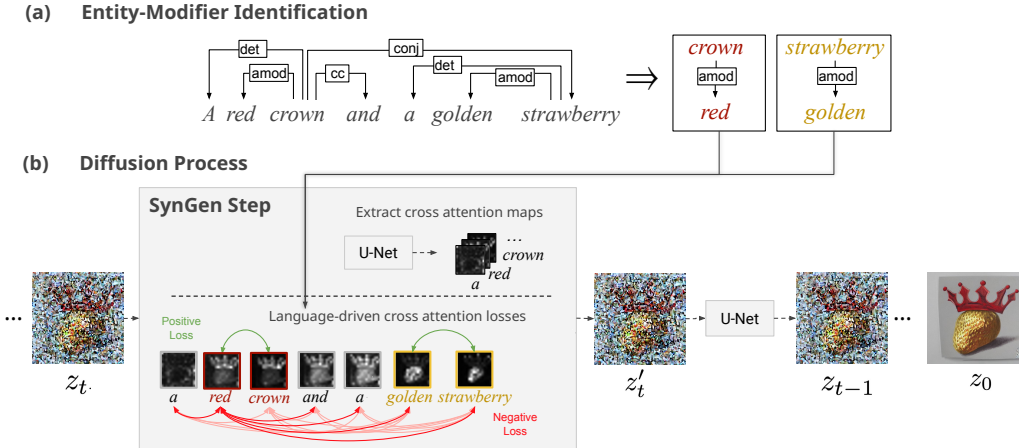 (a) Entity-Modifier Identification
det
conj
amod
cc
det
amod
A red crown and a golden strawberry
⇒
crown
amod
red
strawberry
amod
golden
(b) Diffusion Process
SynGen Step
Extract cross attention maps
U-Net
...
crown
red
a
Language-driven cross attention losses
Positive
Loss
a red crown and a golden strawberry
Negative
Loss
...
z_t.
z'_t
U-Net
z_{t-1}
...
z_0